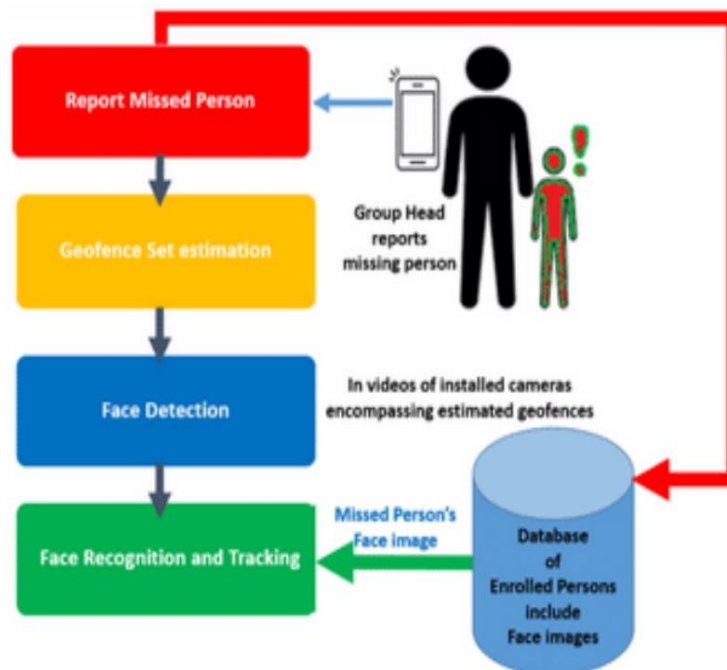 Report Missed Person
Group Head
reports
missing person
Geofence Set estimation
Face Detection
In videos of installed cameras
encompassing estimated geofences
Face Recognition and Tracking
Missed Person's
Face image
Database
of
Enrolled Persons
include
Face images